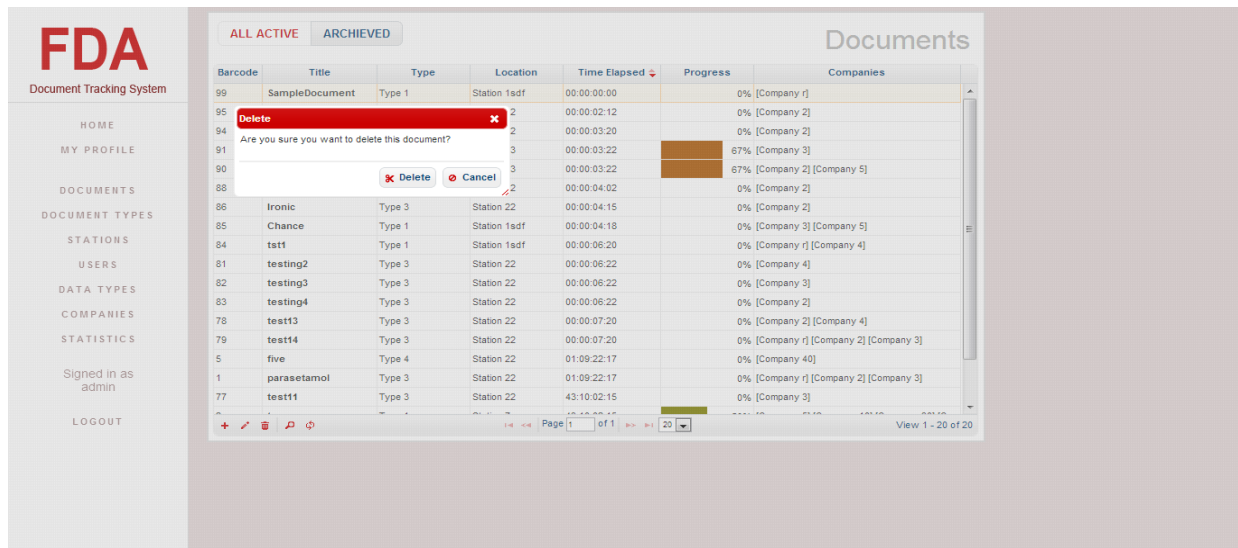 FDA
Document Tracking System
HOME
MY PROFILE
DOCUMENTS
DOCUMENT TYPES
STATIONS
USERS
DATA TYPES
COMPANIES
STATISTICS
Signed in as
admin
LOGOUT
ALL ACTIVE ARCHIEVED
Documents
Barcode Title Type Location Time Elapsed Progress Companies
99 SampleDocument Type 1 Station 1sdf 00:00:00:00 0% [Company r]
95 2 00:00:02:12 0% [Company 2]
94 2 00:00:03:20 0% [Company 2]
91 3 00:00:03:22 67% [Company 3]
90 3 00:00:03:22 67% [Company 2] [Company 5]
88 2 00:00:04:02 0% [Company 2]
Delete
Are you sure you want to delete this document?
Delete Cancel
86 Ironic Type 3 Station 22 00:00:04:15 0% [Company 2]
85 Chance Type 1 Station 1sdf 00:00:04:18 0% [Company 3] [Company 5]
84 tst1 Type 1 Station 1sdf 00:00:06:20 0% [Company r] [Company 4]
81 testing2 Type 3 Station 22 00:00:06:22 0% [Company 4]
82 testing3 Type 3 Station 22 00:00:06:22 0% [Company 3]
83 testing4 Type 3 Station 22 00:00:06:22 0% [Company 2]
78 test13 Type 3 Station 22 00:00:07:20 0% [Company 2] [Company 4]
79 test14 Type 3 Station 22 00:00:07:20 0% [Company r] [Company 2] [Company 3]
5 five Type 4 Station 22 01:09:22:17 0% [Company 40]
1 parasetamol Type 3 Station 22 01:09:22:17 0% [Company r] [Company 2] [Company 3]
77 test11 Type 3 Station 22 43:10:02:15 0% [Company 3]
Page 1 of 1 20 View 1 - 20 of 20